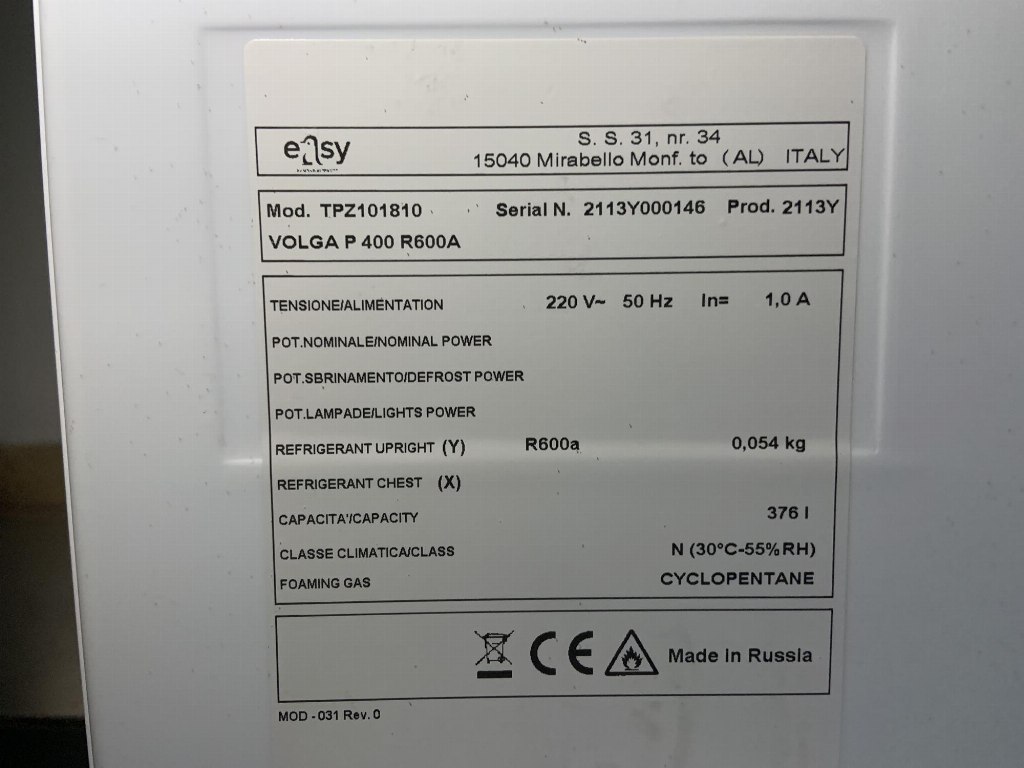 easy
S. S. 31, nr. 34
15040 Mirabello Monf. to (AL) ITALY
Mod. TPZ101810 Serial N. 2113Y000146 Prod. 2113Y
VOLGA P 400 R600A
TENSIONE/ALIMENTATION 220 V~ 50 Hz In= 1,0 A
POT.NOMINALE/NOMINAL POWER
POT.SBRINAMENTO/DEFROST POWER
POT.LAMPADE/LIGHTS POWER
REFRIGERANT UPRIGHT (Y) R600a 0,054 kg
REFRIGERANT CHEST (X)
CAPACITA'/CAPACITY 376 l
CLASSE CLIMATICA/CLASS N (30°C-55%RH)
FOAMING GAS CYCLOPENTANE
CE Made In Russia
MOD - 031 Rev. 0